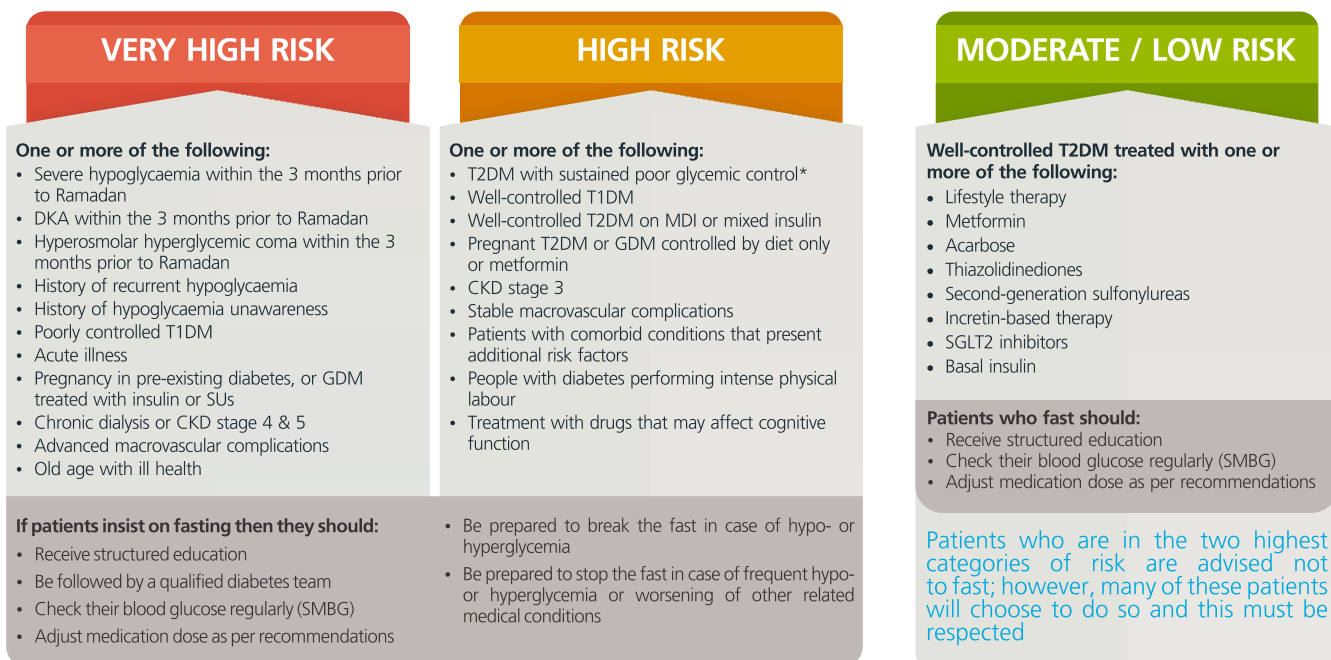 VERY HIGH RISK
One or more of the following:
• Severe hypoglycaemia within the 3 months prior
to Ramadan
• DKA within the 3 months prior to Ramadan
• Hyperosmolar hyperglycemic coma within the 3
months prior to Ramadan
• History of recurrent hypoglycaemia
• History of hypoglycaemia unawareness
• Poorly controlled T1DM
• Acute illness
• Pregnancy in pre-existing diabetes, or GDM
treated with insulin or SUs
• Chronic dialysis or CKD stage 4 & 5
• Advanced macrovascular complications
• Old age with ill health
HIGH RISK
One or more of the following:
• T2DM with sustained poor glycemic control*
• Well-controlled T1DM
• Well-controlled T2DM on MDI or mixed insulin
• Pregnant T2DM or GDM controlled by diet only
or metformin
• CKD stage 3
• Stable macrovascular complications
• Patients with comorbid conditions that present
additional risk factors
• People with diabetes performing intense physical
labour
• Treatment with drugs that may affect cognitive
function
If patients insist on fasting then they should:
• Receive structured education
• Be followed by a qualified diabetes team
• Check their blood glucose regularly (SMBG)
• Adjust medication dose as per recommendations
• Be prepared to break the fast in case of hypo- or
hyperglycemia
• Be prepared to stop the fast in case of frequent hypo-
or hyperglycemia or worsening of other related
medical conditions
MODERATE / LOW RISK
Well-controlled T2DM treated with one or
more of the following:
• Lifestyle therapy
• Metformin
• Acarbose
• Thiazolidinediones
• Second-generation sulfonylureas
• Incretin-based therapy
• SGLT2 inhibitors
• Basal insulin
Patients who fast should:
• Receive structured education
• Check their blood glucose regularly (SMBG)
• Adjust medication dose as per recommendations
Patients who are in the two highest
categories of risk are advised not
to fast; however, many of these patients
will choose to do so and this must be
respected